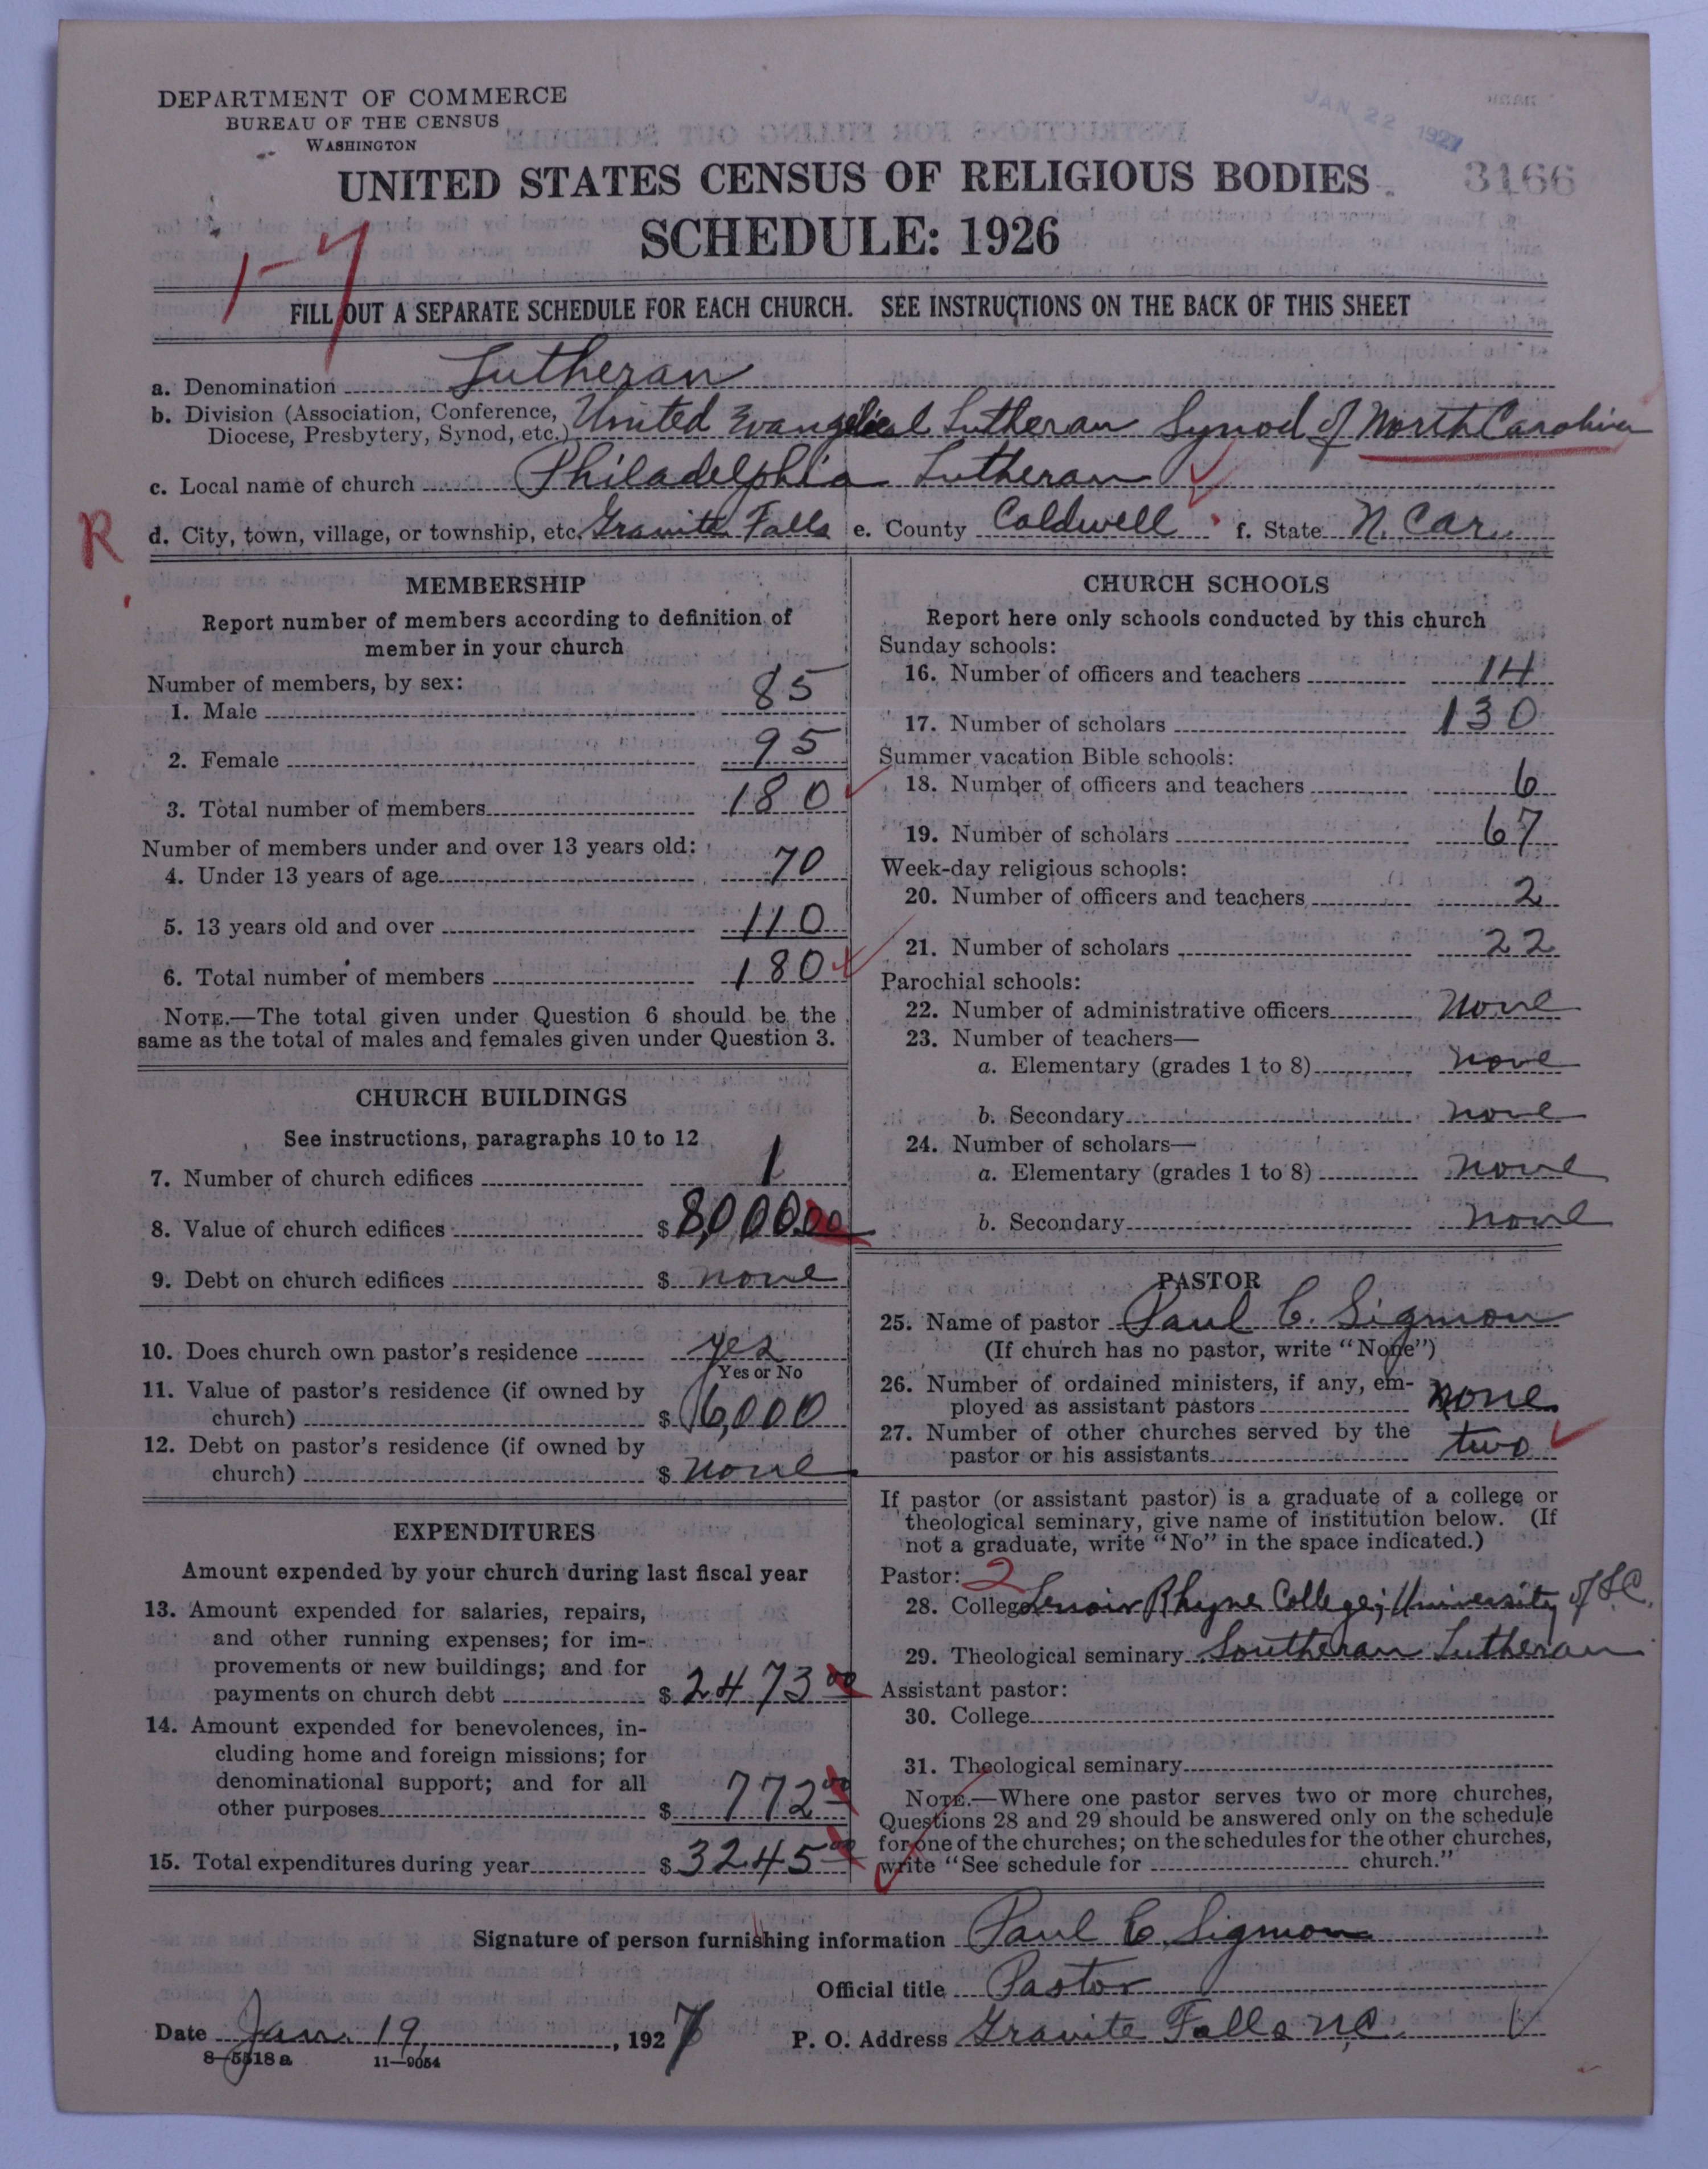 DEPARTMENT OF COMMERCE
BUREAU OF THE CENSUS
WASHINGTON
JAN 22 1927
3166
UNITED STATES CENSUS OF RELIGIOUS BODIES
SCHEDULE: 1926
1-7
FILL OUT A SEPARATE SCHEDULE FOR EACH CHURCH. SEE INSTRUCTIONS ON THE BACK OF THIS SHEET
a. Denomination Lutheran
b. Division (Association, Conference, Diocese, Presbytery, Synod, etc.) United Evangelical Lutheran Synod of North Carolina
c. Local name of church Philadelphia Lutheran
R
d. City, town, village, or township, etc. Granite Falls e. County Caldwell f. State N. Car.
MEMBERSHIP
Report number of members according to definition of
member in your church
Number of members, by sex:
1. Male 85
2. Female 95
3. Total number of members 180
Number of members under and over 13 years old:
4. Under 13 years of age 70
5. 13 years old and over 110
6. Total number of members 180
NOTE.—The total given under Question 6 should be the
same as the total of males and females given under Question 3.
CHURCH BUILDINGS
See instructions, paragraphs 10 to 12
7. Number of church edifices 1
8. Value of church edifices $ 8,000.00
9. Debt on church edifices $ none
10. Does church own pastor's residence yes
Yes or No
11. Value of pastor's residence (if owned by
church) $ 6,000
12. Debt on pastor's residence (if owned by
church) $ none
EXPENDITURES
Amount expended by your church during last fiscal year
13. Amount expended for salaries, repairs,
and other running expenses; for im-
provements or new buildings; and for
payments on church debt $ 2473 00
14. Amount expended for benevolences, in-
cluding home and foreign missions; for
denominational support; and for all
other purposes $ 772 00
15. Total expenditures during year $ 3245 00
CHURCH SCHOOLS
Report here only schools conducted by this church
Sunday schools:
16. Number of officers and teachers 14
17. Number of scholars 130
Summer vacation Bible schools:
18. Number of officers and teachers 6
19. Number of scholars 67
Week-day religious schools:
20. Number of officers and teachers 2
21. Number of scholars 22
Parochial schools:
22. Number of administrative officers None
23. Number of teachers—
a. Elementary (grades 1 to 8) none
b. Secondary none
24. Number of scholars—
a. Elementary (grades 1 to 8) none
b. Secondary none
PASTOR
25. Name of pastor Paul C. Sigmon
(If church has no pastor, write "None")
26. Number of ordained ministers, if any, em-
ployed as assistant pastors none
27. Number of other churches served by the
pastor or his assistants two
If pastor (or assistant pastor) is a graduate of a college or
theological seminary, give name of institution below. (If
not a graduate, write "No" in the space indicated.)
Pastor: 2
28. College Lenoir Rhyne College; University of S.C.
29. Theological seminary Southeran Lutheran
Assistant pastor:
30. College
31. Theological seminary
NOTE.—Where one pastor serves two or more churches,
Questions 28 and 29 should be answered only on the schedule
for one of the churches; on the schedules for the other churches,
write "See schedule for church."
Signature of person furnishing information Paul C. Sigmon
Official title Pastor
Date Jan. 19, 1927 P. O. Address Granite Falls N.C.
8—5518 a 11—9054